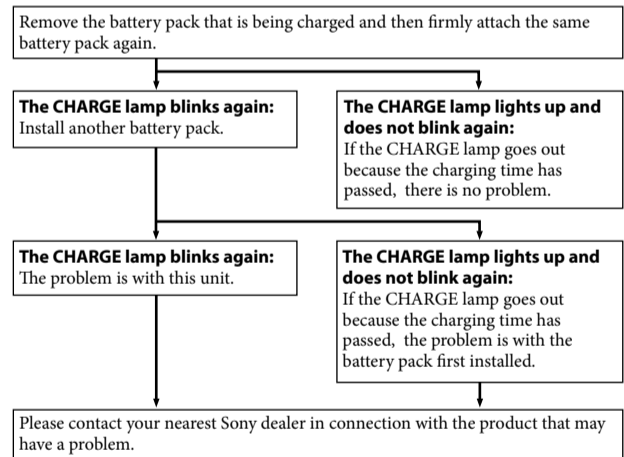 Remove the battery pack that is being charged and then firmly attach the same
battery pack again.
The CHARGE lamp blinks again:
Install another battery pack.
The CHARGE lamp lights up and
does not blink again:
If the CHARGE lamp goes out
because the charging time has
passed, there is no problem.
The CHARGE lamp blinks again:
The problem is with this unit.
The CHARGE lamp lights up and
does not blink again:
If the CHARGE lamp goes out
because the charging time has
passed, the problem is with the
battery pack first installed.
Please contact your nearest Sony dealer in connection with the product that may
have a problem.